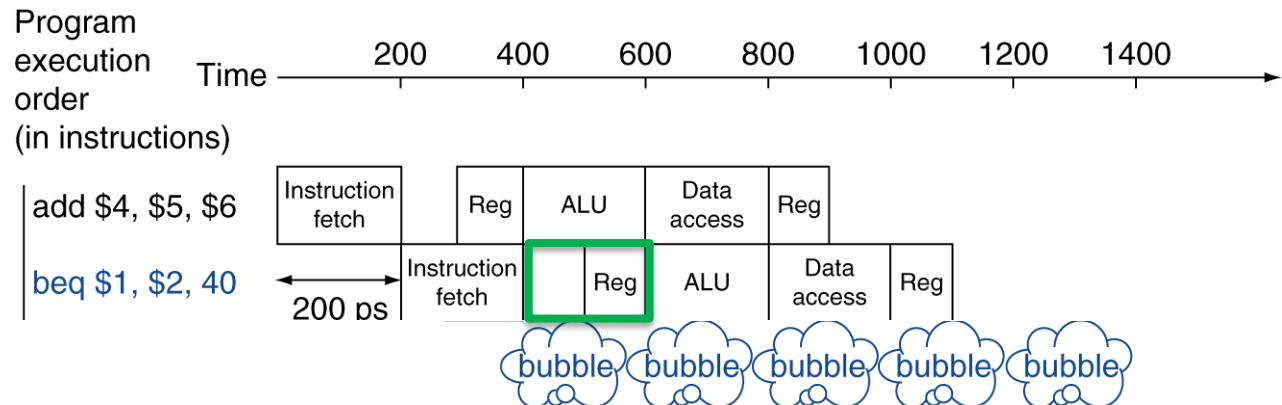 Program
execution
order
(in instructions)
Time
200 400 600 800 1000 1200 1400
add $4, $5, $6
Instruction
fetch
Reg
ALU
Data
access
Reg
beq $1, $2, 40
200 ps
Instruction
fetch
Reg
ALU
Data
access
Reg
bubble bubble bubble bubble bubble